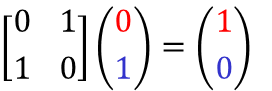 [0 1] (0) = (1)
[1 0] (1) (0)